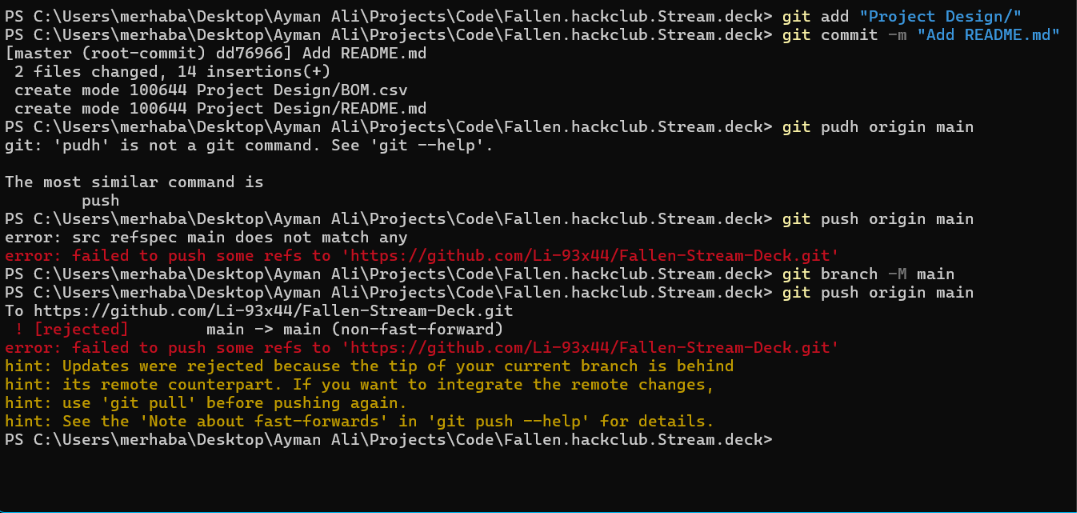 PS C:\Users\merhaba\Desktop\Ayman Ali\Projects\Code\Fallen.hackclub.Stream.deck> git add "Project Design/"
PS C:\Users\merhaba\Desktop\Ayman Ali\Projects\Code\Fallen.hackclub.Stream.deck> git commit -m "Add README.md"
[master (root-commit) dd76966] Add README.md
 2 files changed, 14 insertions(+)
 create mode 100644 Project Design/BOM.csv
 create mode 100644 Project Design/README.md
PS C:\Users\merhaba\Desktop\Ayman Ali\Projects\Code\Fallen.hackclub.Stream.deck> git pudh origin main
git: 'pudh' is not a git command. See 'git --help'.

The most similar command is
        push
PS C:\Users\merhaba\Desktop\Ayman Ali\Projects\Code\Fallen.hackclub.Stream.deck> git push origin main
error: src refspec main does not match any
error: failed to push some refs to 'https://github.com/Li-93x44/Fallen-Stream-Deck.git'
PS C:\Users\merhaba\Desktop\Ayman Ali\Projects\Code\Fallen.hackclub.Stream.deck> git branch -M main
PS C:\Users\merhaba\Desktop\Ayman Ali\Projects\Code\Fallen.hackclub.Stream.deck> git push origin main
To https://github.com/Li-93x44/Fallen-Stream-Deck.git
 ! [rejected]        main -> main (non-fast-forward)
error: failed to push some refs to 'https://github.com/Li-93x44/Fallen-Stream-Deck.git'
hint: Updates were rejected because the tip of your current branch is behind
hint: its remote counterpart. If you want to integrate the remote changes,
hint: use 'git pull' before pushing again.
hint: See the 'Note about fast-forwards' in 'git push --help' for details.
PS C:\Users\merhaba\Desktop\Ayman Ali\Projects\Code\Fallen.hackclub.Stream.deck>